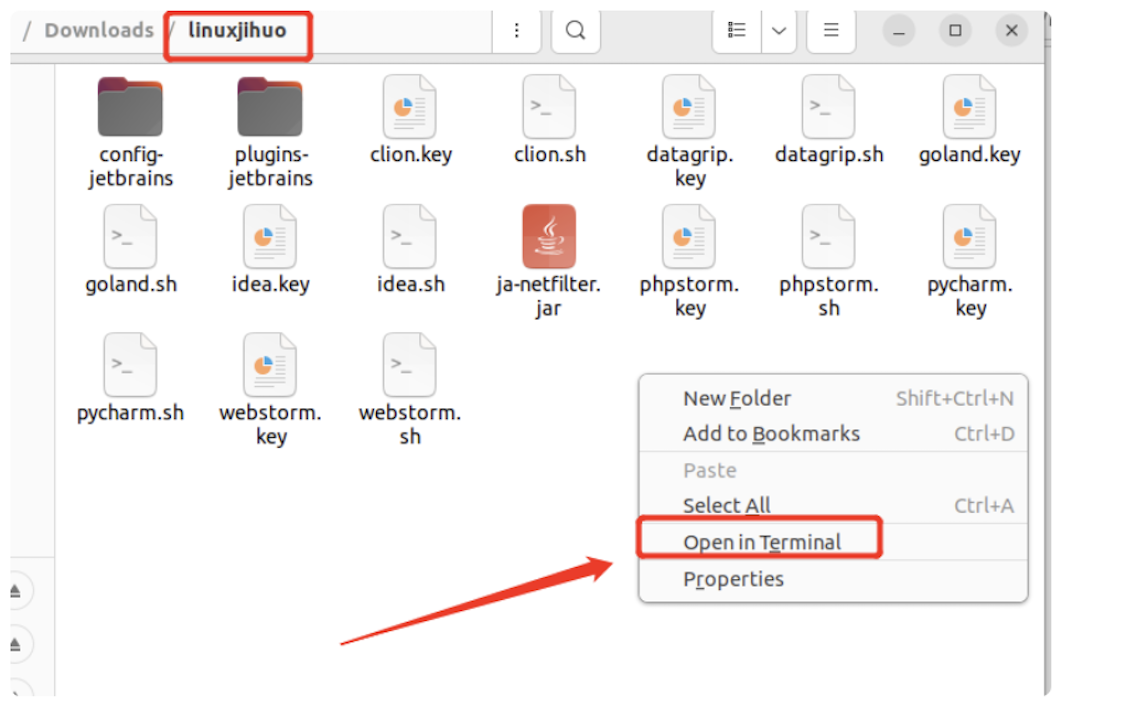 / Downloads / linuxjihuo
config-
jetbrains
plugins-
jetbrains
clion.key
clion.sh
datagrip.
key
datagrip.sh
goland.key
goland.sh
idea.key
idea.sh
ja-netfilter.
jar
phpstorm.
key
phpstorm.
sh
pycharm.
key
pycharm.sh
webstorm.
key
webstorm.
sh
New Folder Shift+Ctrl+N
Add to Bookmarks Ctrl+D
Paste
Select All Ctrl+A
Open in Terminal
Properties